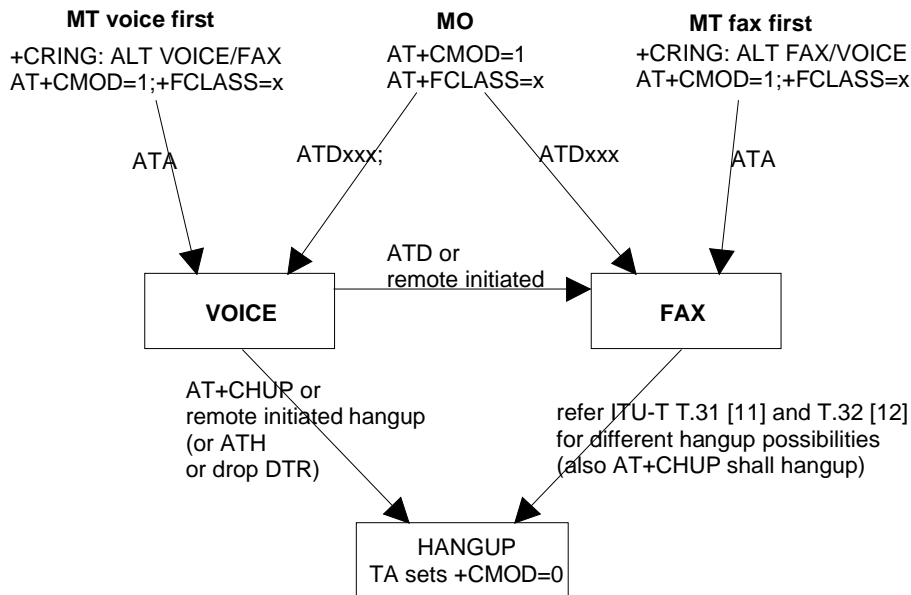 MT voice first
+CRING: ALT VOICE/FAX
AT+CMOD=1;+FCLASS=x
MO
AT+CMOD=1
AT+FCLASS=x
MT fax first
+CRING: ALT FAX/VOICE
AT+CMOD=1;+FCLASS=x
ATA
ATDxxx;
ATDxxx
ATA
ATD or
remote initiated
VOICE
FAX
AT+CHUP or
remote initiated hangup
(or ATH
or drop DTR)
refer ITU-T T.31 [11] and T.32 [12]
for different hangup possibilities
(also AT+CHUP shall hangup)
HANGUP
TA sets +CMOD=0